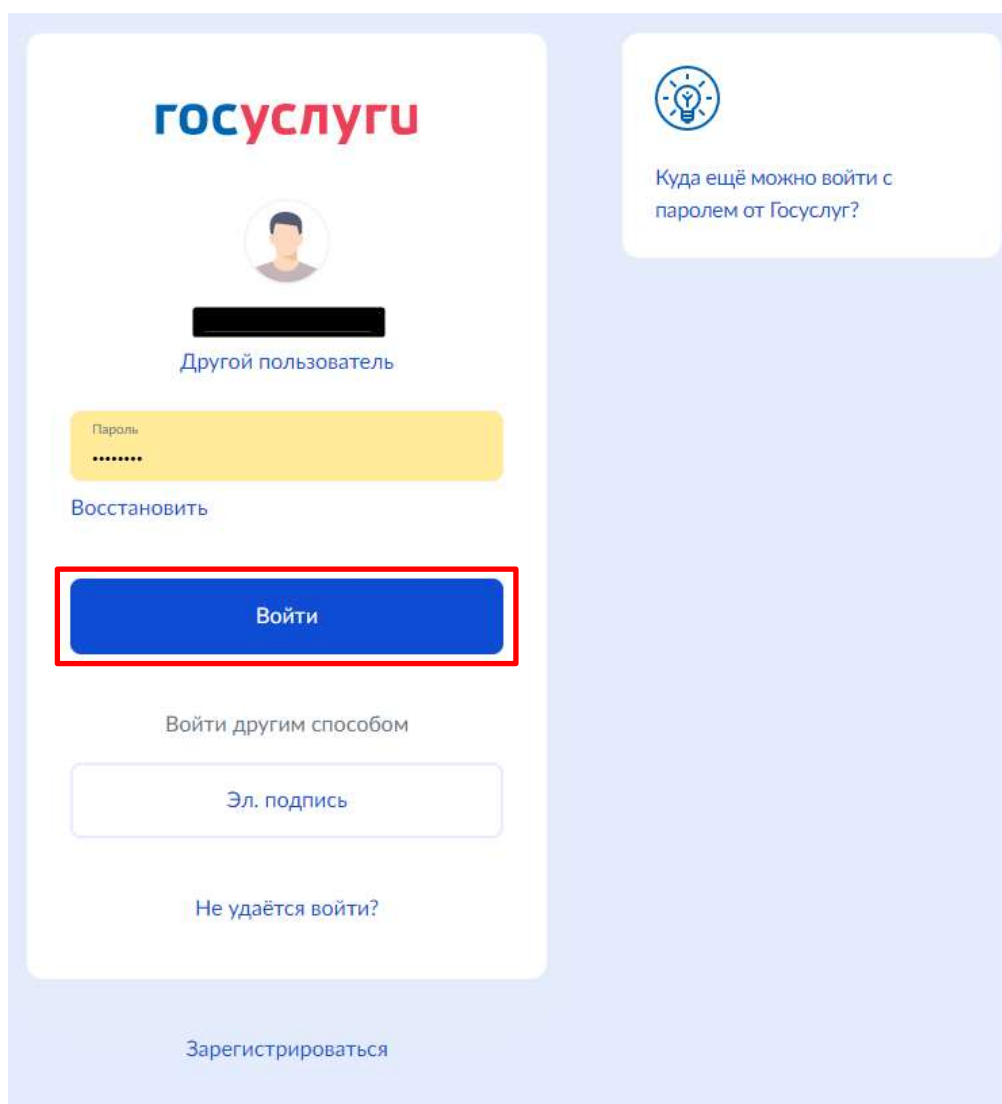 госуслуги
Другой пользователь
Пароль
••••••••
Восстановить
Войти
Войти другим способом
Эл. подпись
Не удаётся войти?
Зарегистрироваться
Куда ещё можно войти с
паролем от Госуслуг?